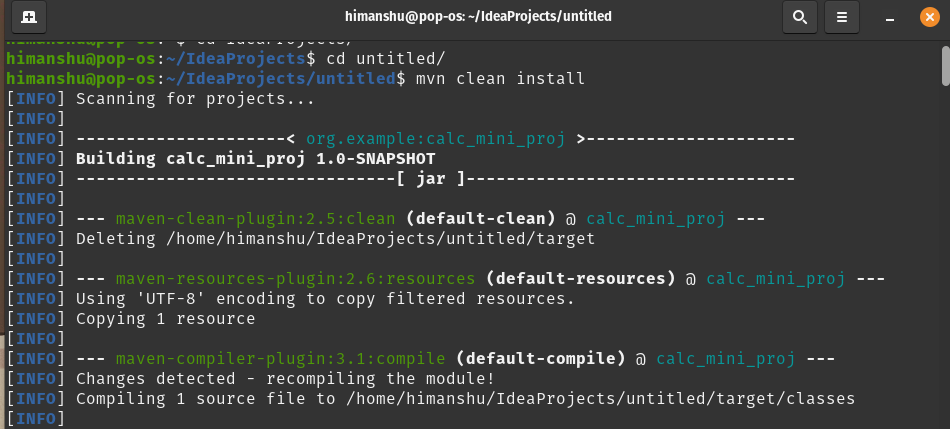 himanshu@pop-os: ~/IdeaProjects/untitled
himanshu@pop-os:~$ cd IdeaProjects/
himanshu@pop-os:~/IdeaProjects$ cd untitled/
himanshu@pop-os:~/IdeaProjects/untitled$ mvn clean install
[INFO] Scanning for projects...
[INFO]
[INFO] ---------------------< org.example:calc_mini_proj >---------------------
[INFO] Building calc_mini_proj 1.0-SNAPSHOT
[INFO] --------------------------------[ jar ]---------------------------------
[INFO]
[INFO] --- maven-clean-plugin:2.5:clean (default-clean) @ calc_mini_proj ---
[INFO] Deleting /home/himanshu/IdeaProjects/untitled/target
[INFO]
[INFO] --- maven-resources-plugin:2.6:resources (default-resources) @ calc_mini_proj ---
[INFO] Using 'UTF-8' encoding to copy filtered resources.
[INFO] Copying 1 resource
[INFO]
[INFO] --- maven-compiler-plugin:3.1:compile (default-compile) @ calc_mini_proj ---
[INFO] Changes detected - recompiling the module!
[INFO] Compiling 1 source file to /home/himanshu/IdeaProjects/untitled/target/classes
[INFO]